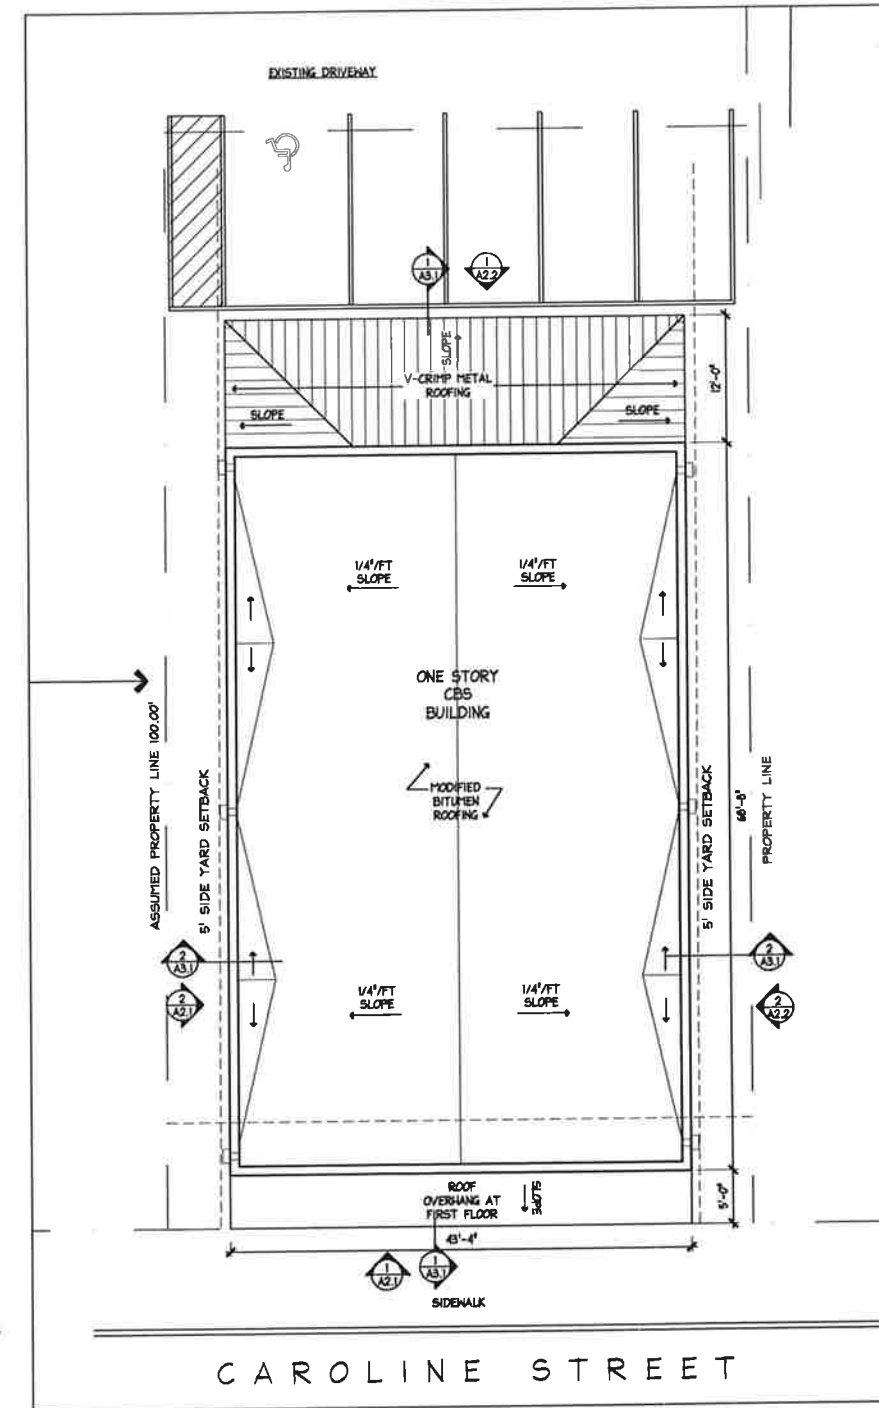 EXISTING DRIVEWAY
1
A3.1
1
A2.2
SLOPE
V-CRIMP METAL
ROOFING
SLOPE
SLOPE
12'-0"
1/4"/FT
SLOPE
1/4"/FT
SLOPE
ONE STORY
CBS
BUILDING
MODIFIED
BITUMEN
ROOFING
ASSUMED PROPERTY LINE 100.00'
5' SIDE YARD SETBACK
5' SIDE YARD SETBACK
68'-8"
PROPERTY LINE
2
A3.1
2
A2.1
2
A3.1
2
A2.2
1/4"/FT
SLOPE
1/4"/FT
SLOPE
ROOF
OVERHANG AT
FIRST FLOOR
SLOPE
5'-0"
43'-4"
1
A2.1
1
A3.1
SIDEWALK
CAROLINE STREET